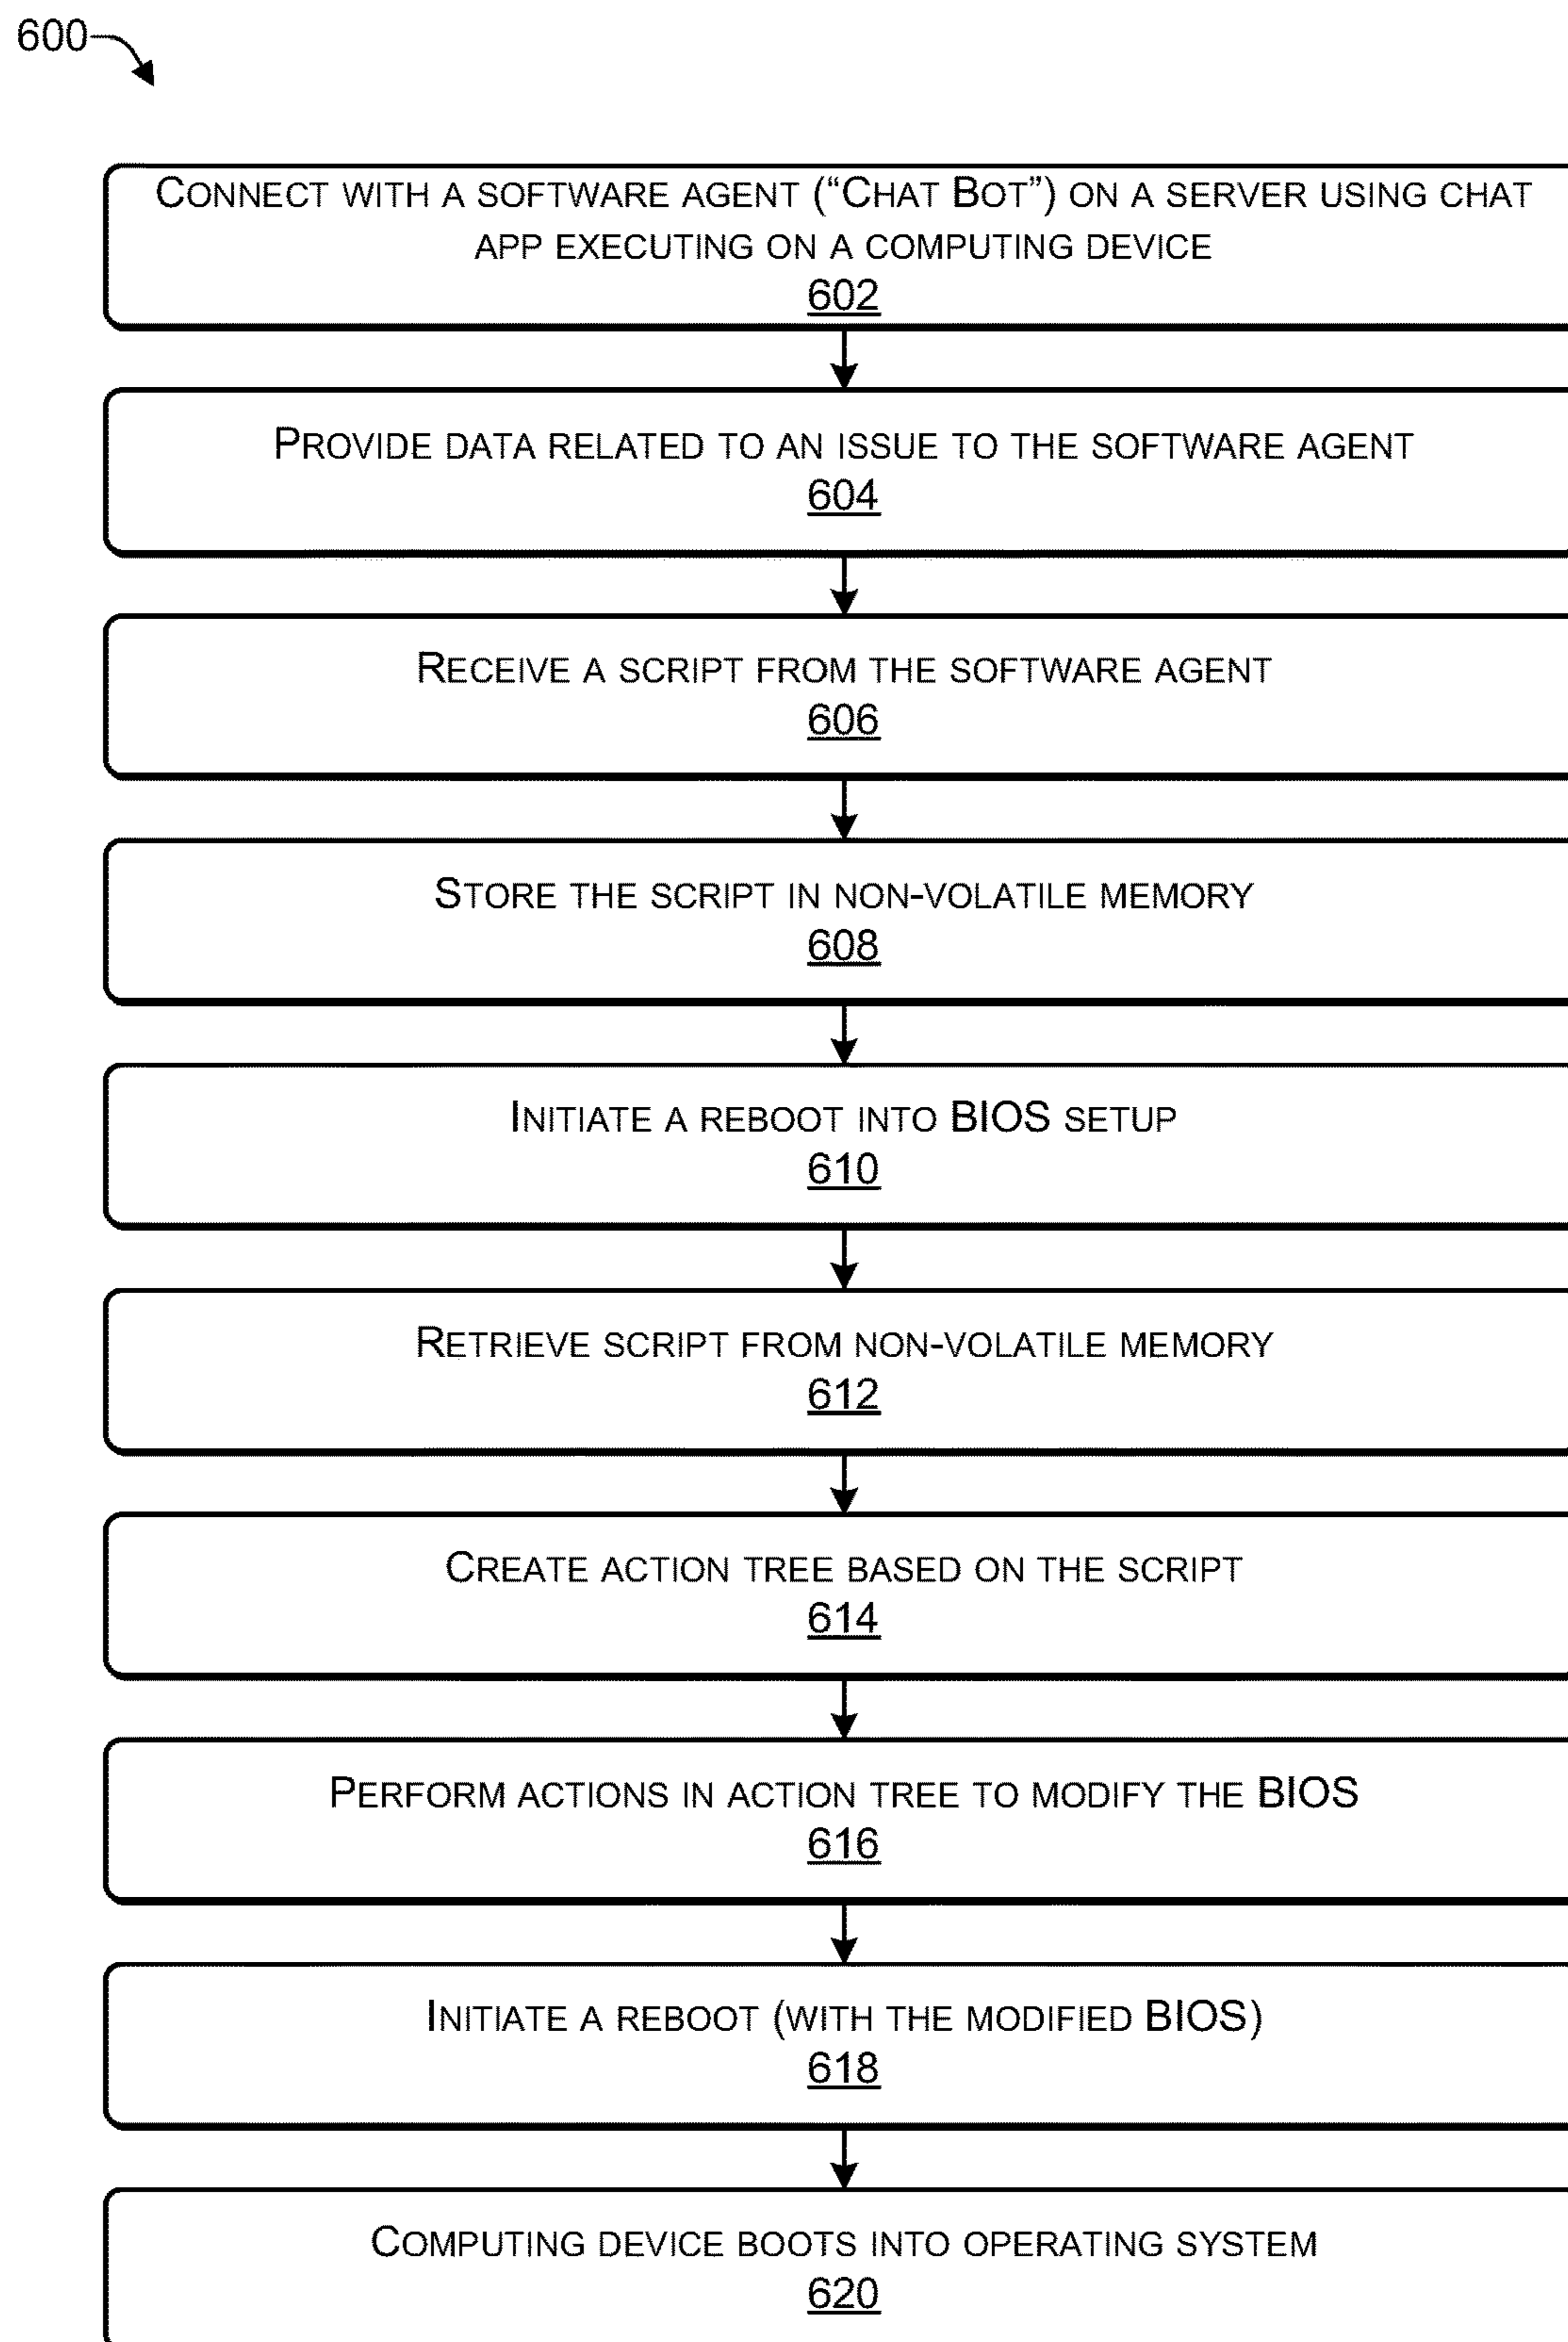 600
CONNECT WITH A SOFTWARE AGENT (“CHAT BOT”) ON A SERVER USING CHAT
APP EXECUTING ON A COMPUTING DEVICE
602
PROVIDE DATA RELATED TO AN ISSUE TO THE SOFTWARE AGENT
604
RECEIVE A SCRIPT FROM THE SOFTWARE AGENT
606
STORE THE SCRIPT IN NON-VOLATILE MEMORY
608
INITIATE A REBOOT INTO BIOS SETUP
610
RETRIEVE SCRIPT FROM NON-VOLATILE MEMORY
612
CREATE ACTION TREE BASED ON THE SCRIPT
614
PERFORM ACTIONS IN ACTION TREE TO MODIFY THE BIOS
616
INITIATE A REBOOT (WITH THE MODIFIED BIOS)
618
COMPUTING DEVICE BOOTS INTO OPERATING SYSTEM
620